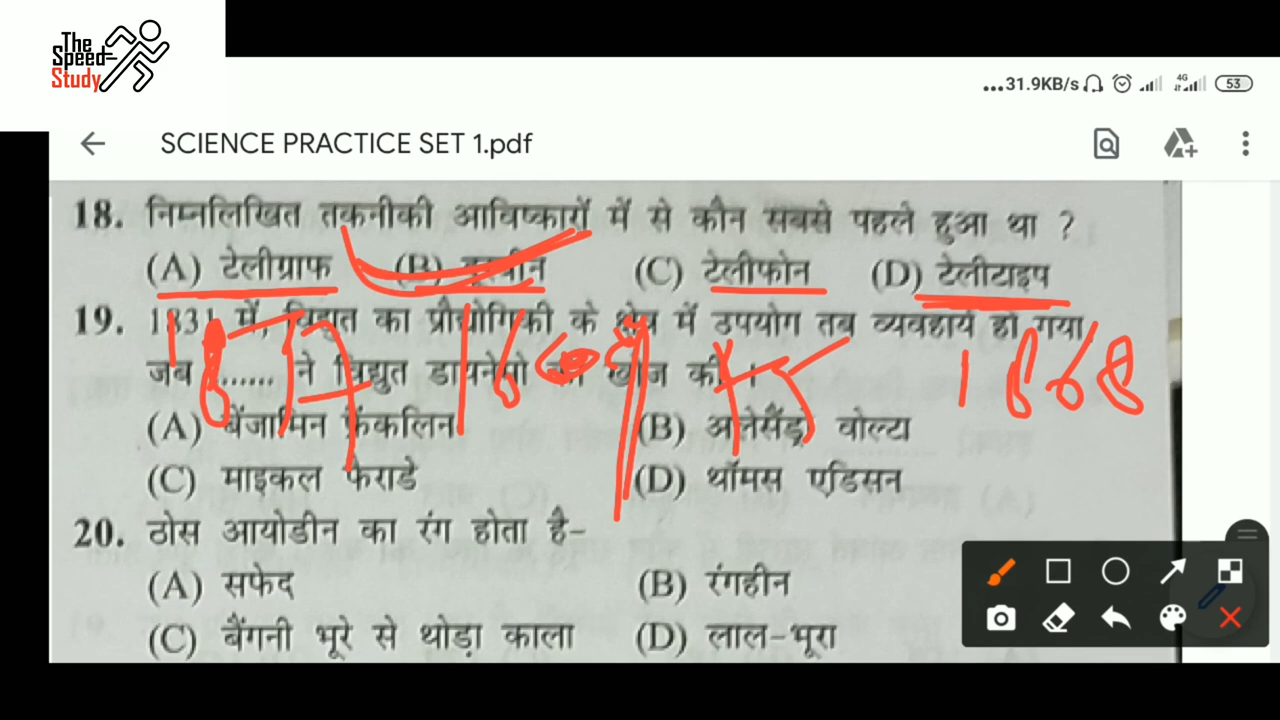 The
Speed
Study
...31.9KB/s 4G 53
SCIENCE PRACTICE SET 1.pdf
18. निम्नलिखित तकनीकी आविष्कारों में से कौन सबसे पहले हुआ था ?
(A) टेलीग्राफ (B) दूरबीन (C) टेलीफोन (D) टेलीटाइप
19. 1831 में, विद्युत का प्रौद्योगिकी के क्षेत्र में उपयोग तब व्यवहार्य हो गया
जब ...... ने विद्युत डायनेमो की खोज की ।
(A) बेंजामिन फ्रेंकलिन (B) अलेसैंड्रो वोल्टा
(C) माइकल फैराडे (D) थॉमस एडिसन
1868
20. ठोस आयोडीन का रंग होता है-
(A) सफेद (B) रंगहीन
(C) बैंगनी भूरे से थोड़ा काला (D) लाल-भूरा